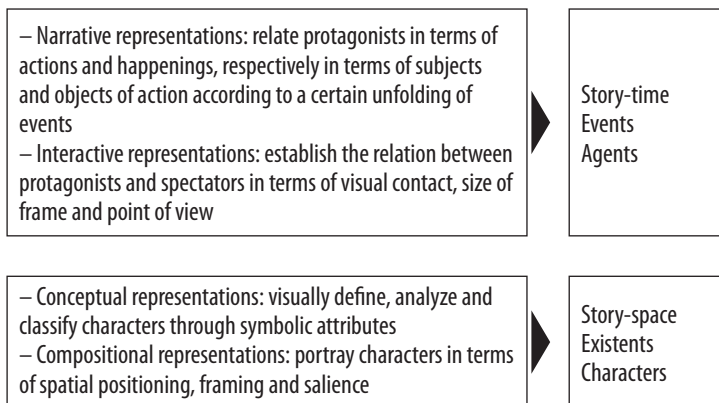 – Narrative representations: relate protagonists in terms of
actions and happenings, respectively in terms of subjects
and objects of action according to a certain unfolding of
events
– Interactive representations: establish the relation between
protagonists and spectators in terms of visual contact, size of
frame and point of view
Story-time
Events
Agents
– Conceptual representations: visually define, analyze and
classify characters through symbolic attributes
– Compositional representations: portray characters in terms
of spatial positioning, framing and salience
Story-space
Existents
Characters